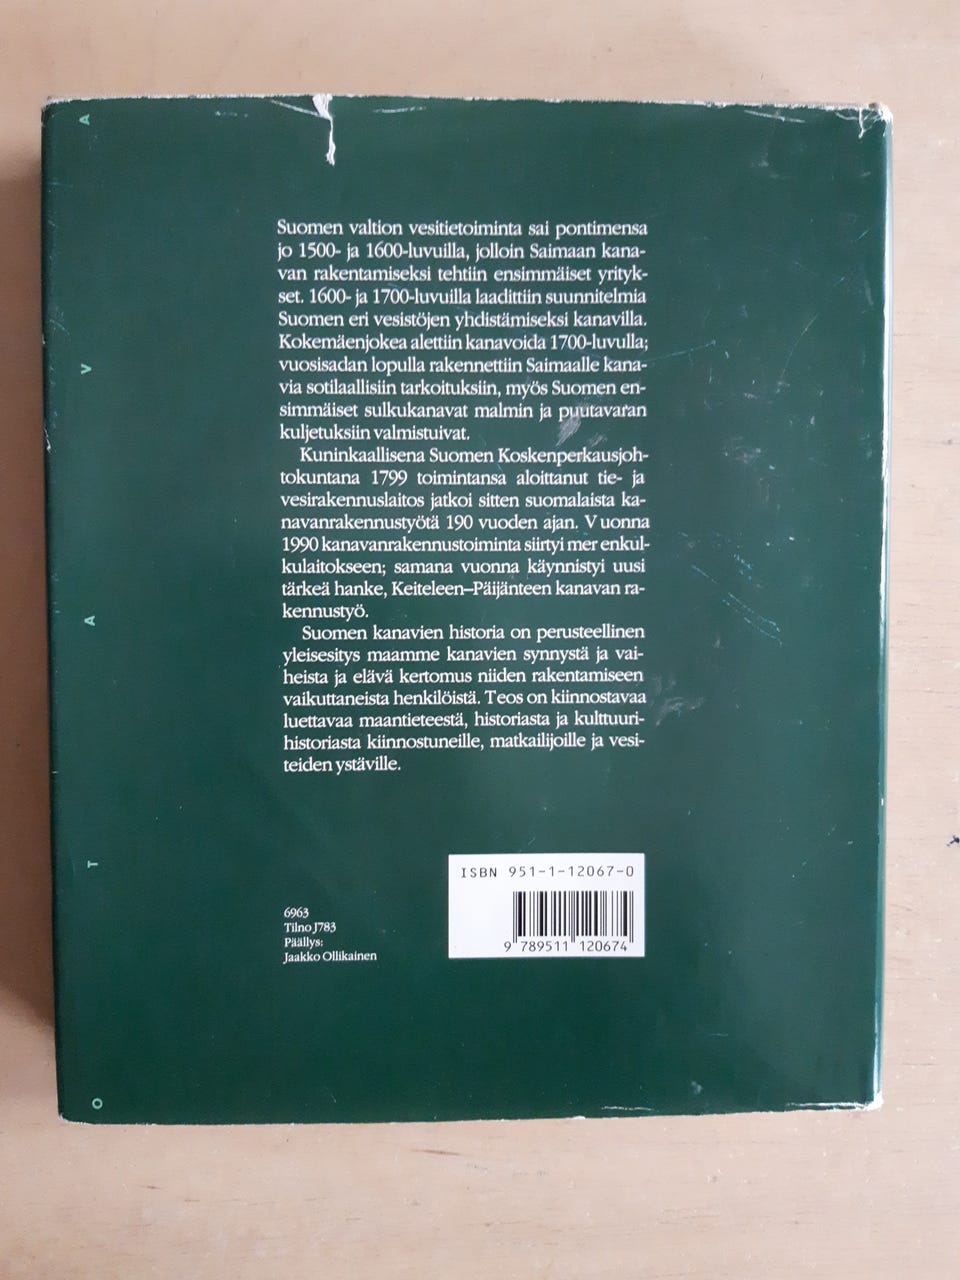 Suomen valtion vesitietoiminta sai pontimensa
jo 1500- ja 1600-luvuilla, jolloin Saimaan kana-
van rakentamiseksi tehtiin ensimmäiset yrityk-
set. 1600- ja 1700-luvuilla laadittiin suunnitelmia
Suomen eri vesistöjen yhdistämiseksi kanavilla.
Kokemäenjokea alettiin kanavoida 1700-luvulla;
vuosisadan lopulla rakennettiin Saimaalle kana-
via sotilaallisiin tarkoituksiin, myös Suomen en-
simmäiset sulkukanavat malmin ja puutavaran
kuljetuksiin valmistuivat.
Kuninkaallisena Suomen Koskenperkausjoh-
tokuntana 1799 toimintansa aloittanut tie- ja
vesirakennuslaitos jatkoi sitten suomalaista ka-
navanrakennustyötä 190 vuoden ajan. Vuonna
1990 kanavanrakennustoiminta siirtyi merenkul-
kulaitokseen; samana vuonna käynnistyi uusi
tärkeä hanke, Keiteleen–Päijänteen kanavan ra-
kennustyö.
Suomen kanavien historia on perusteellinen
yleisesitys maamme kanavien synnystä ja vai-
heista ja elävä kertomus niiden rakentamiseen
vaikuttaneista henkilöistä. Teos on kiinnostavaa
luettavaa maantieteestä, historiasta ja kulttuuri-
historiasta kiinnostuneille, matkailijoille ja vesi-
teiden ystäville.
ISBN 951-1-12067-0
9 789511 120674
6963
Tilno J783
Päällys:
Jaakko Ollikainen
OTAVA